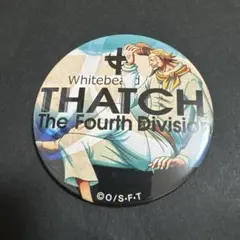 Whitebeard
THATCH
The Fourth Division
©O/S·F·T